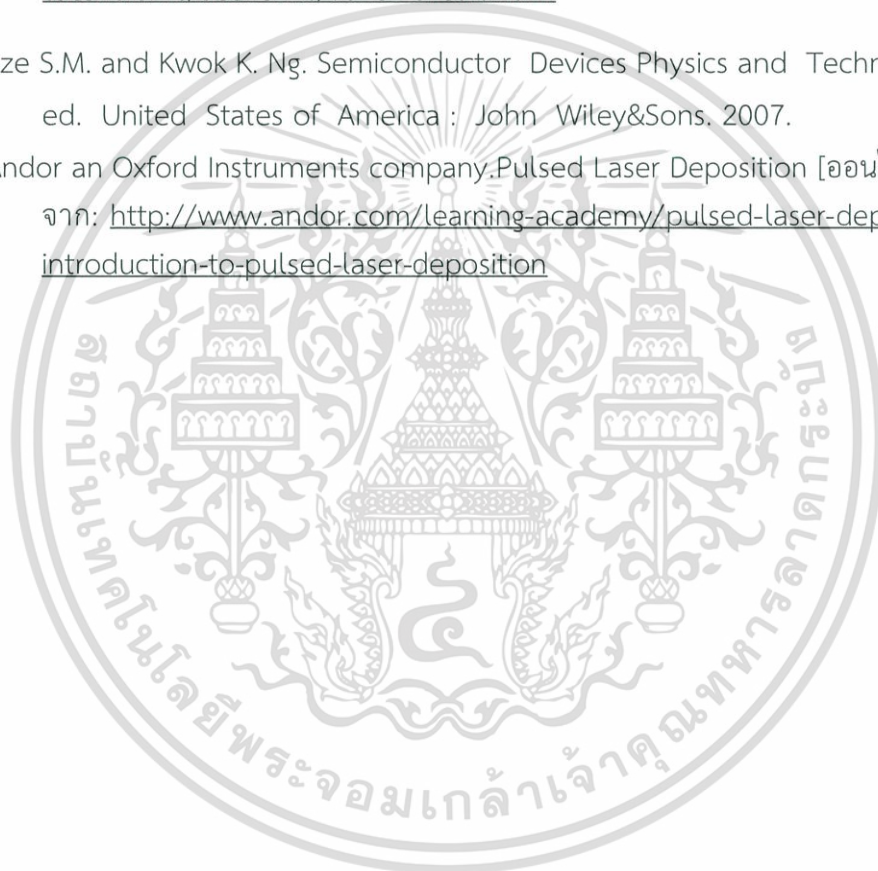 ze S.M. and Kwok K. Ng. Semiconductor Devices Physics and Techn
ed. United States of America : John Wiley&Sons. 2007.
Andor an Oxford Instruments company.Pulsed Laser Deposition [ออนไ
จาก: http://www.andor.com/learning-academy/pulsed-laser-dep
introduction-to-pulsed-laser-deposition
สถาบันเทคโนโลยีพระจอมเกล้าเจ้าคุณทหารลาดกระบัง